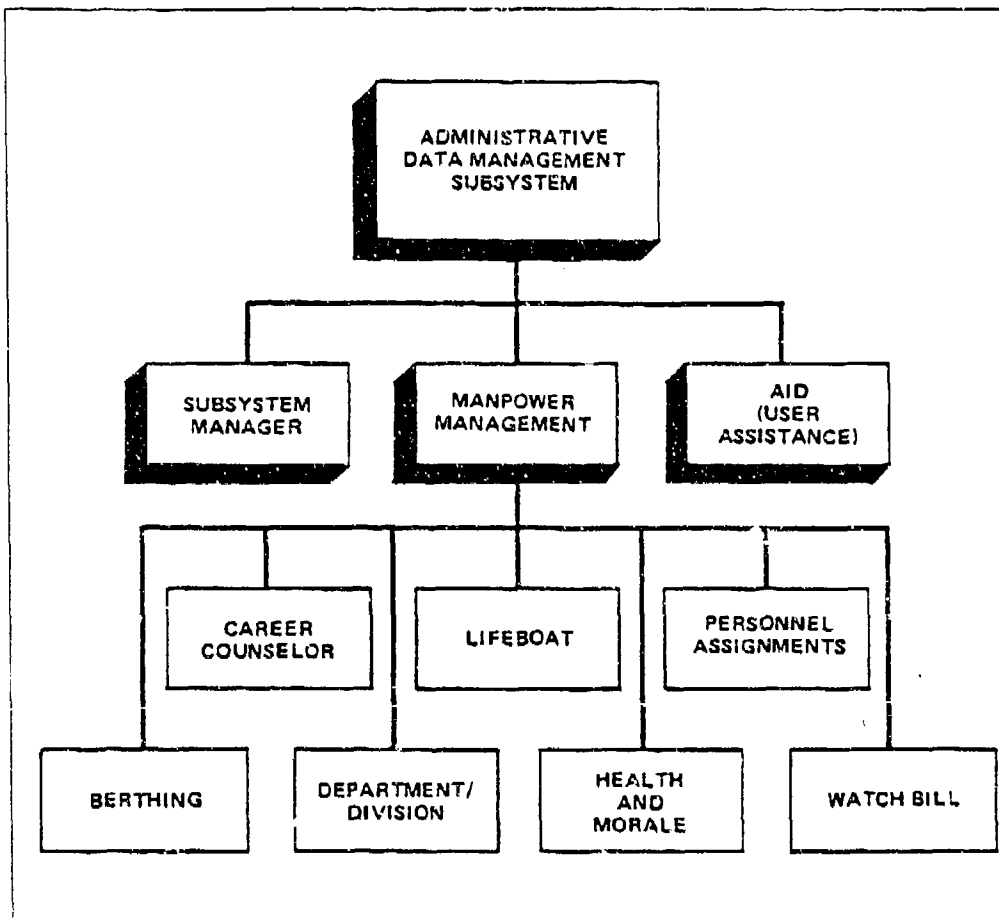 ADMINISTRATIVE
DATA MANAGEMENT
SUBSYSTEM
SUBSYSTEM
MANAGER
MANPOWER
MANAGEMENT
AID
(USER
ASSISTANCE)
CAREER
COUNSELOR
LIFEBOAT
PERSONNEL
ASSIGNMENTS
BERTHING
DEPARTMENT/
DIVISION
HEALTH
AND
MORALE
WATCH BILL